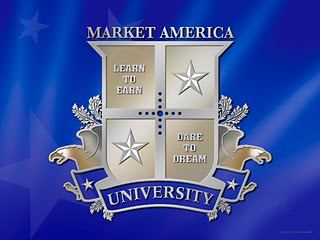 MARKET AMERICA
LEARN
TO
EARN
DARE
TO
DREAM
UNIVERSITY